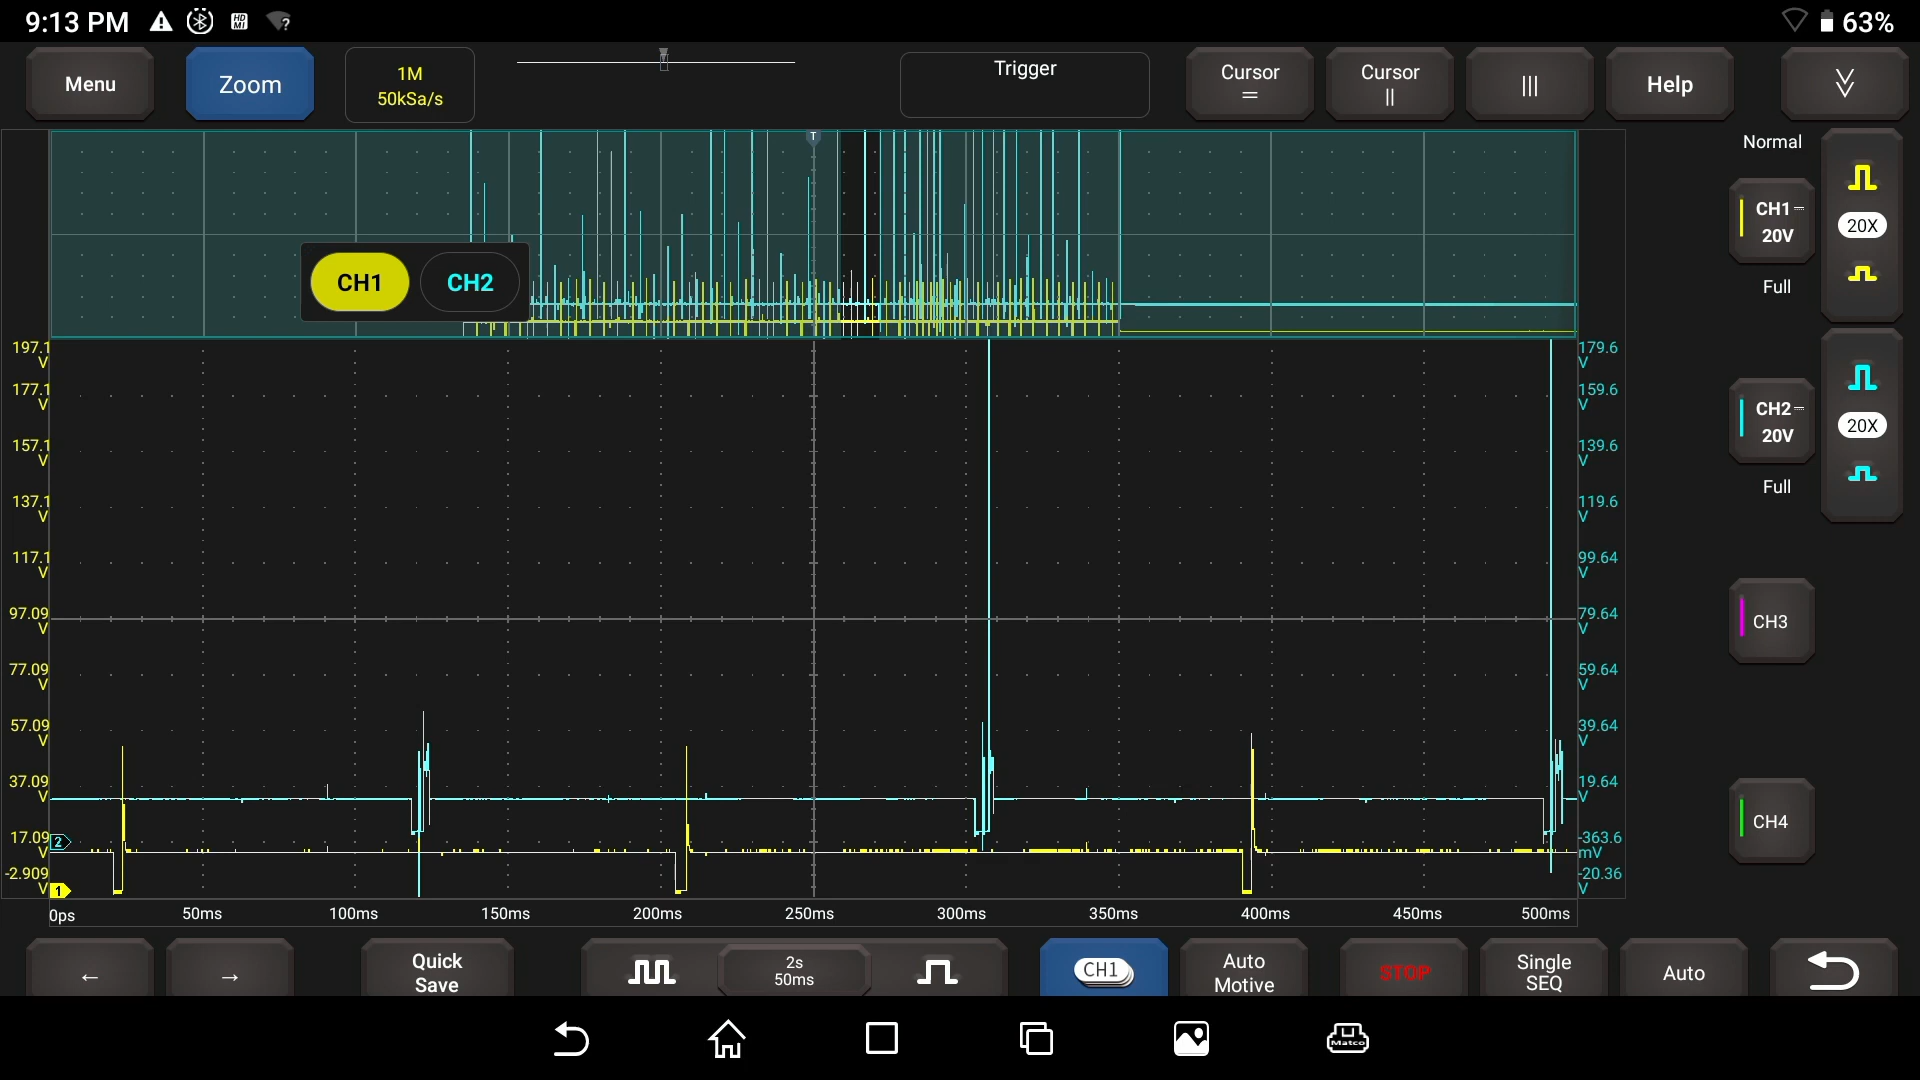 9:13 PM
63%
Menu
Zoom
1M
50kSa/s
Trigger
Cursor
=
Cursor
||
|||
Help
T
Normal
CH1
20V
20X
Full
CH1
CH2
CH2
20V
20X
Full
CH3
CH4
197.1
V
177.1
V
157.1
V
137.1
V
117.1
V
97.09
V
77.09
V
57.09
V
37.09
V
17.09
V
-2.909
V
2
1
179.6
V
159.6
V
139.6
V
119.6
V
99.64
V
79.64
V
59.64
V
39.64
V
19.64
V
-363.6
mV
-20.36
V
0ps
50ms
100ms
150ms
200ms
250ms
300ms
350ms
400ms
450ms
500ms
←
→
Quick
Save
2s
50ms
CH1
Auto
Motive
STOP
Single
SEQ
Auto
Matco